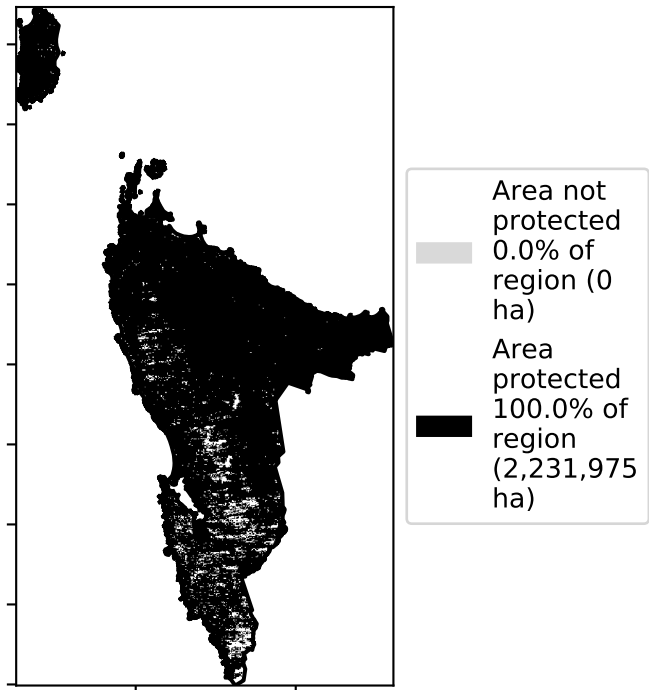 Area not
protected
0.0% of
region (0
ha)
Area
protected
100.0% of
region
(2,231,975
ha)